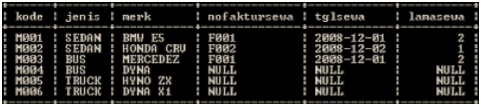 kode | jenis | merk | nofaktursewa | tglsewa | lamasewa
M001 | SEDAN | BMW E5 | F001 | 2008-12-01 | 2
M002 | SEDAN | HONDA CRV | F002 | 2008-12-02 | 1
M003 | BUS | MERCEDEZ | F001 | 2008-12-01 | 2
M004 | BUS | DYNA | NULL | NULL | NULL
M005 | TRUCK | HYNO ZX | NULL | NULL | NULL
M006 | TRUCK | DYNA X1 | NULL | NULL | NULL